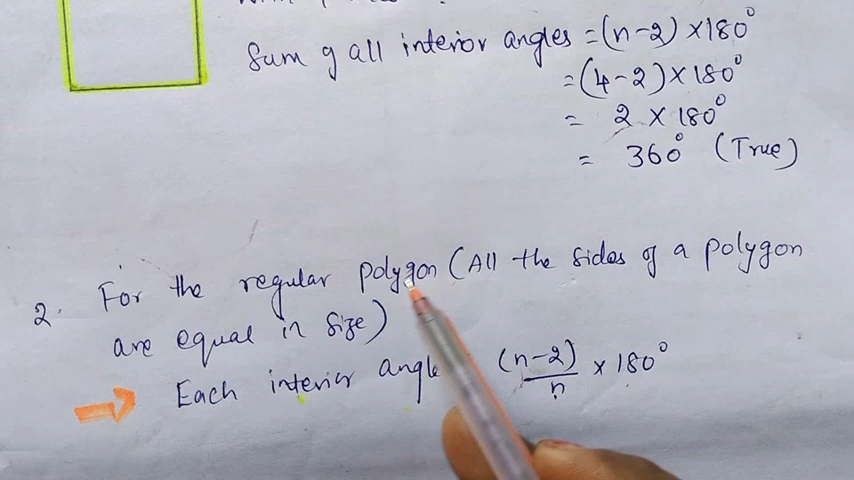 Sum of all interior angles = (n-2) × 180°
= (4-2) × 180°
= 2 × 180°
= 360° (True)
2. For the regular polygon (All the sides of a polygon
are equal in size)
Each interior angle (n-2)/n × 180°